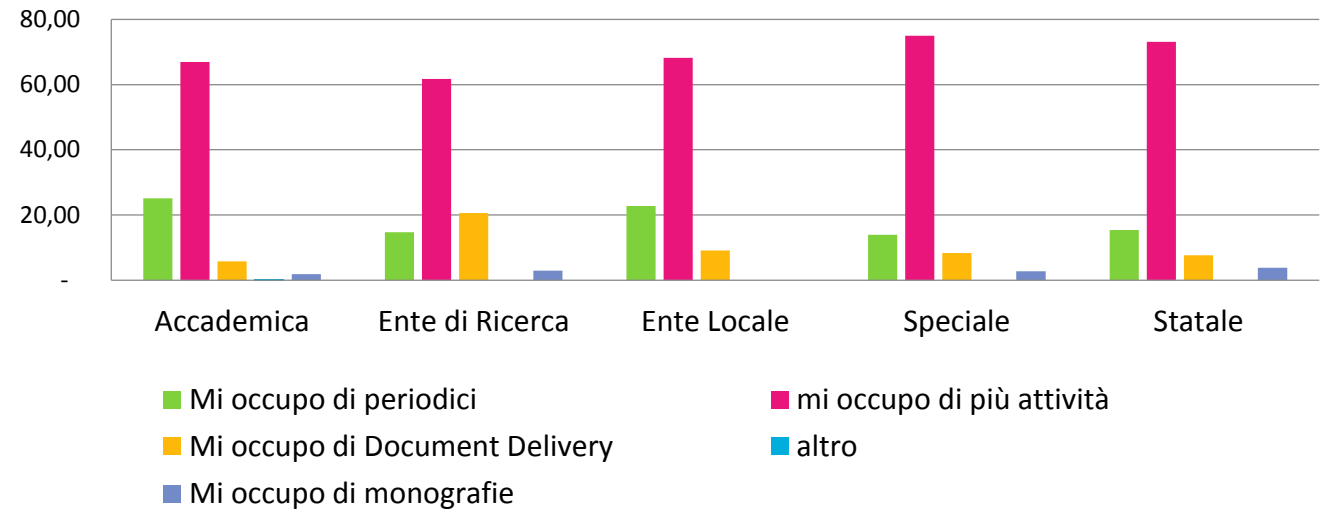 80,00
60,00
40,00
20,00
-
Accademica Ente di Ricerca Ente Locale Speciale Statale
Mi occupo di periodici mi occupo di più attività
Mi occupo di Document Delivery altro
Mi occupo di monografie